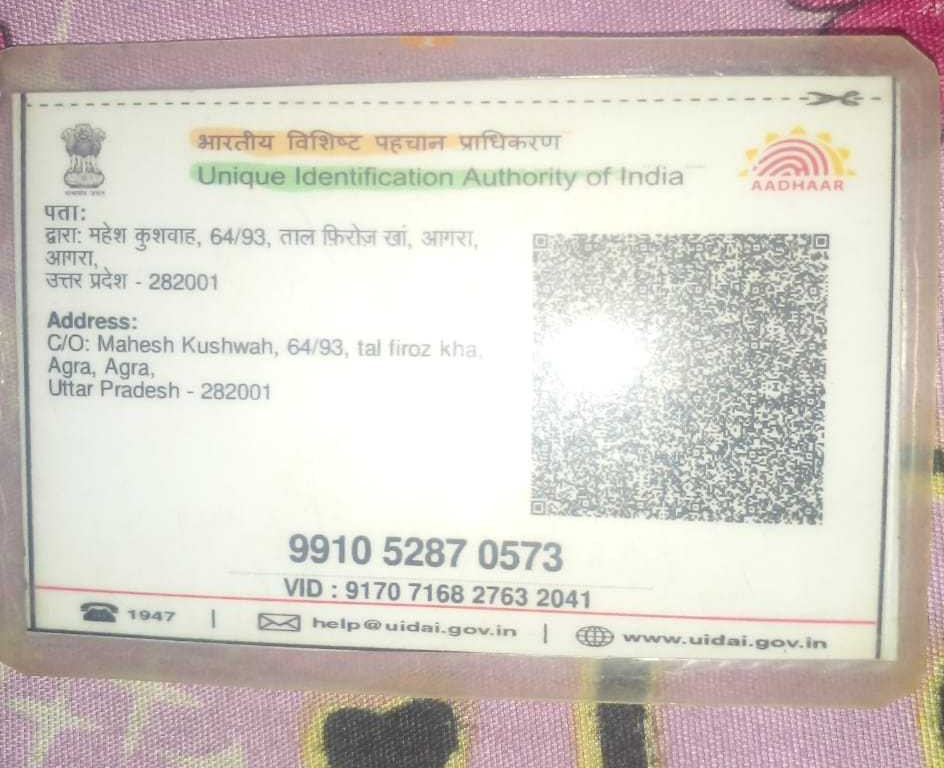 भारतीय विशिष्ट पहचान प्राधिकरण
Unique Identification Authority of India
AADHAAR
पता:
द्वारा: महेश कुशवाह, 64/93, ताल फ़िरोज खां, आगरा,
आगरा,
उत्तर प्रदेश - 282001
Address:
C/O: Mahesh Kushwah, 64/93, tal firoz kha,
Agra, Agra,
Uttar Pradesh - 282001
9910 5287 0573
VID : 9170 7168 2763 2041
1947 | help@uidai.gov.in | www.uidai.gov.in